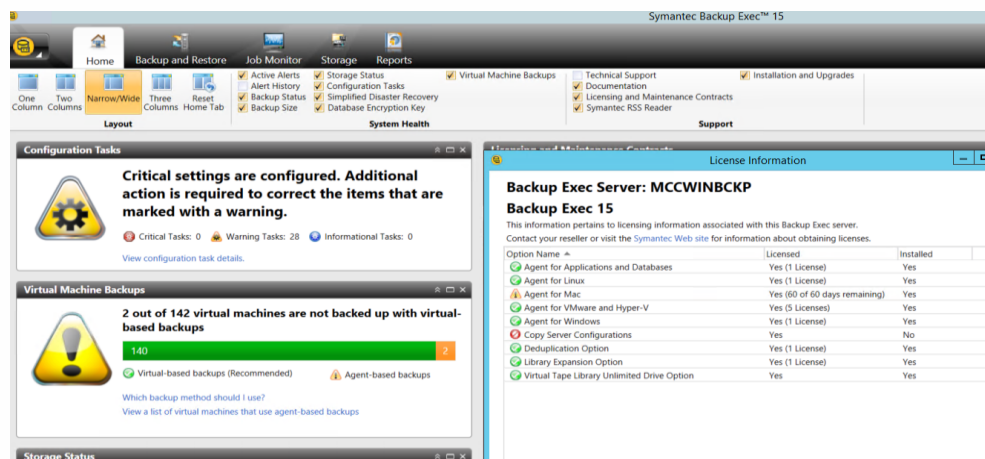 Symantec Backup Exec™ 15
Home Backup and Restore Job Monitor Storage Reports
One Column
Two Columns
Narrow/Wide
Three Columns
Reset Home Tab
Layout
Active Alerts
Alert History
Backup Status
Backup Size
Storage Status
Configuration Tasks
Simplified Disaster Recovery
Database Encryption Key
Virtual Machine Backups
System Health
Technical Support
Documentation
Licensing and Maintenance Contracts
Symantec RSS Reader
Installation and Upgrades
Support
Configuration Tasks
Critical settings are configured. Additional
action is required to correct the items that are
marked with a warning.
Critical Tasks: 0 Warning Tasks: 28 Informational Tasks: 0
View configuration task details.
Virtual Machine Backups
2 out of 142 virtual machines are not backed up with virtual-
based backups
140 2
Virtual-based backups (Recommended) Agent-based backups
Which backup method should I use?
View a list of virtual machines that use agent-based backups
Storage Status
Licensing and Maintenance Contracts
License Information
Backup Exec Server: MCCWINBCKP
Backup Exec 15
This information pertains to licensing information associated with this Backup Exec server.
Contact your reseller or visit the Symantec Web site for information about obtaining licenses.
Option Name Licensed Installed
Agent for Applications and Databases Yes (1 License) Yes
Agent for Linux Yes (1 License) Yes
Agent for Mac Yes (60 of 60 days remaining) Yes
Agent for VMware and Hyper-V Yes (5 Licenses) Yes
Agent for Windows Yes (1 License) Yes
Copy Server Configurations Yes No
Deduplication Option Yes (1 License) Yes
Library Expansion Option Yes (1 License) Yes
Virtual Tape Library Unlimited Drive Option Yes Yes